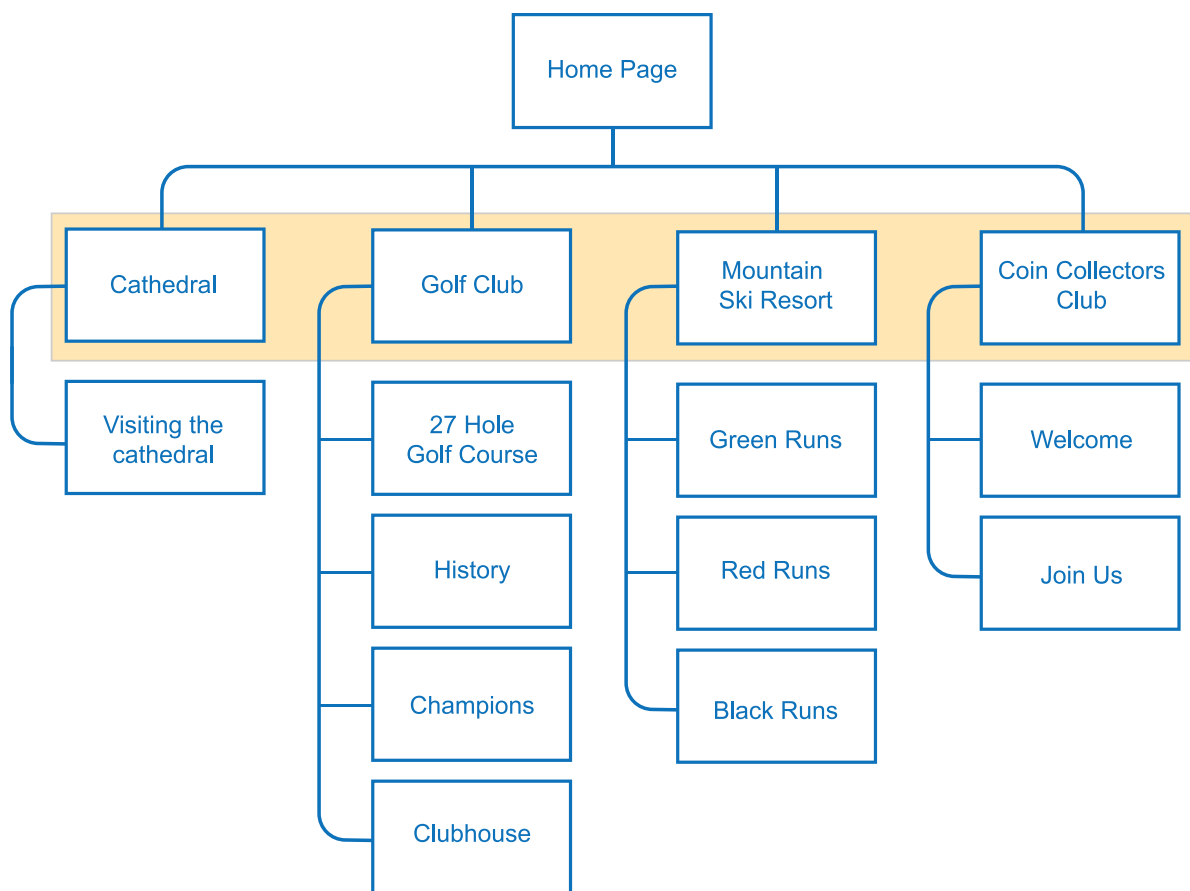 Home Page
Cathedral
Golf Club
Mountain
Ski Resort
Coin Collectors
Club
Visiting the
cathedral
27 Hole
Golf Course
Green Runs
Welcome
History
Red Runs
Join Us
Champions
Black Runs
Clubhouse